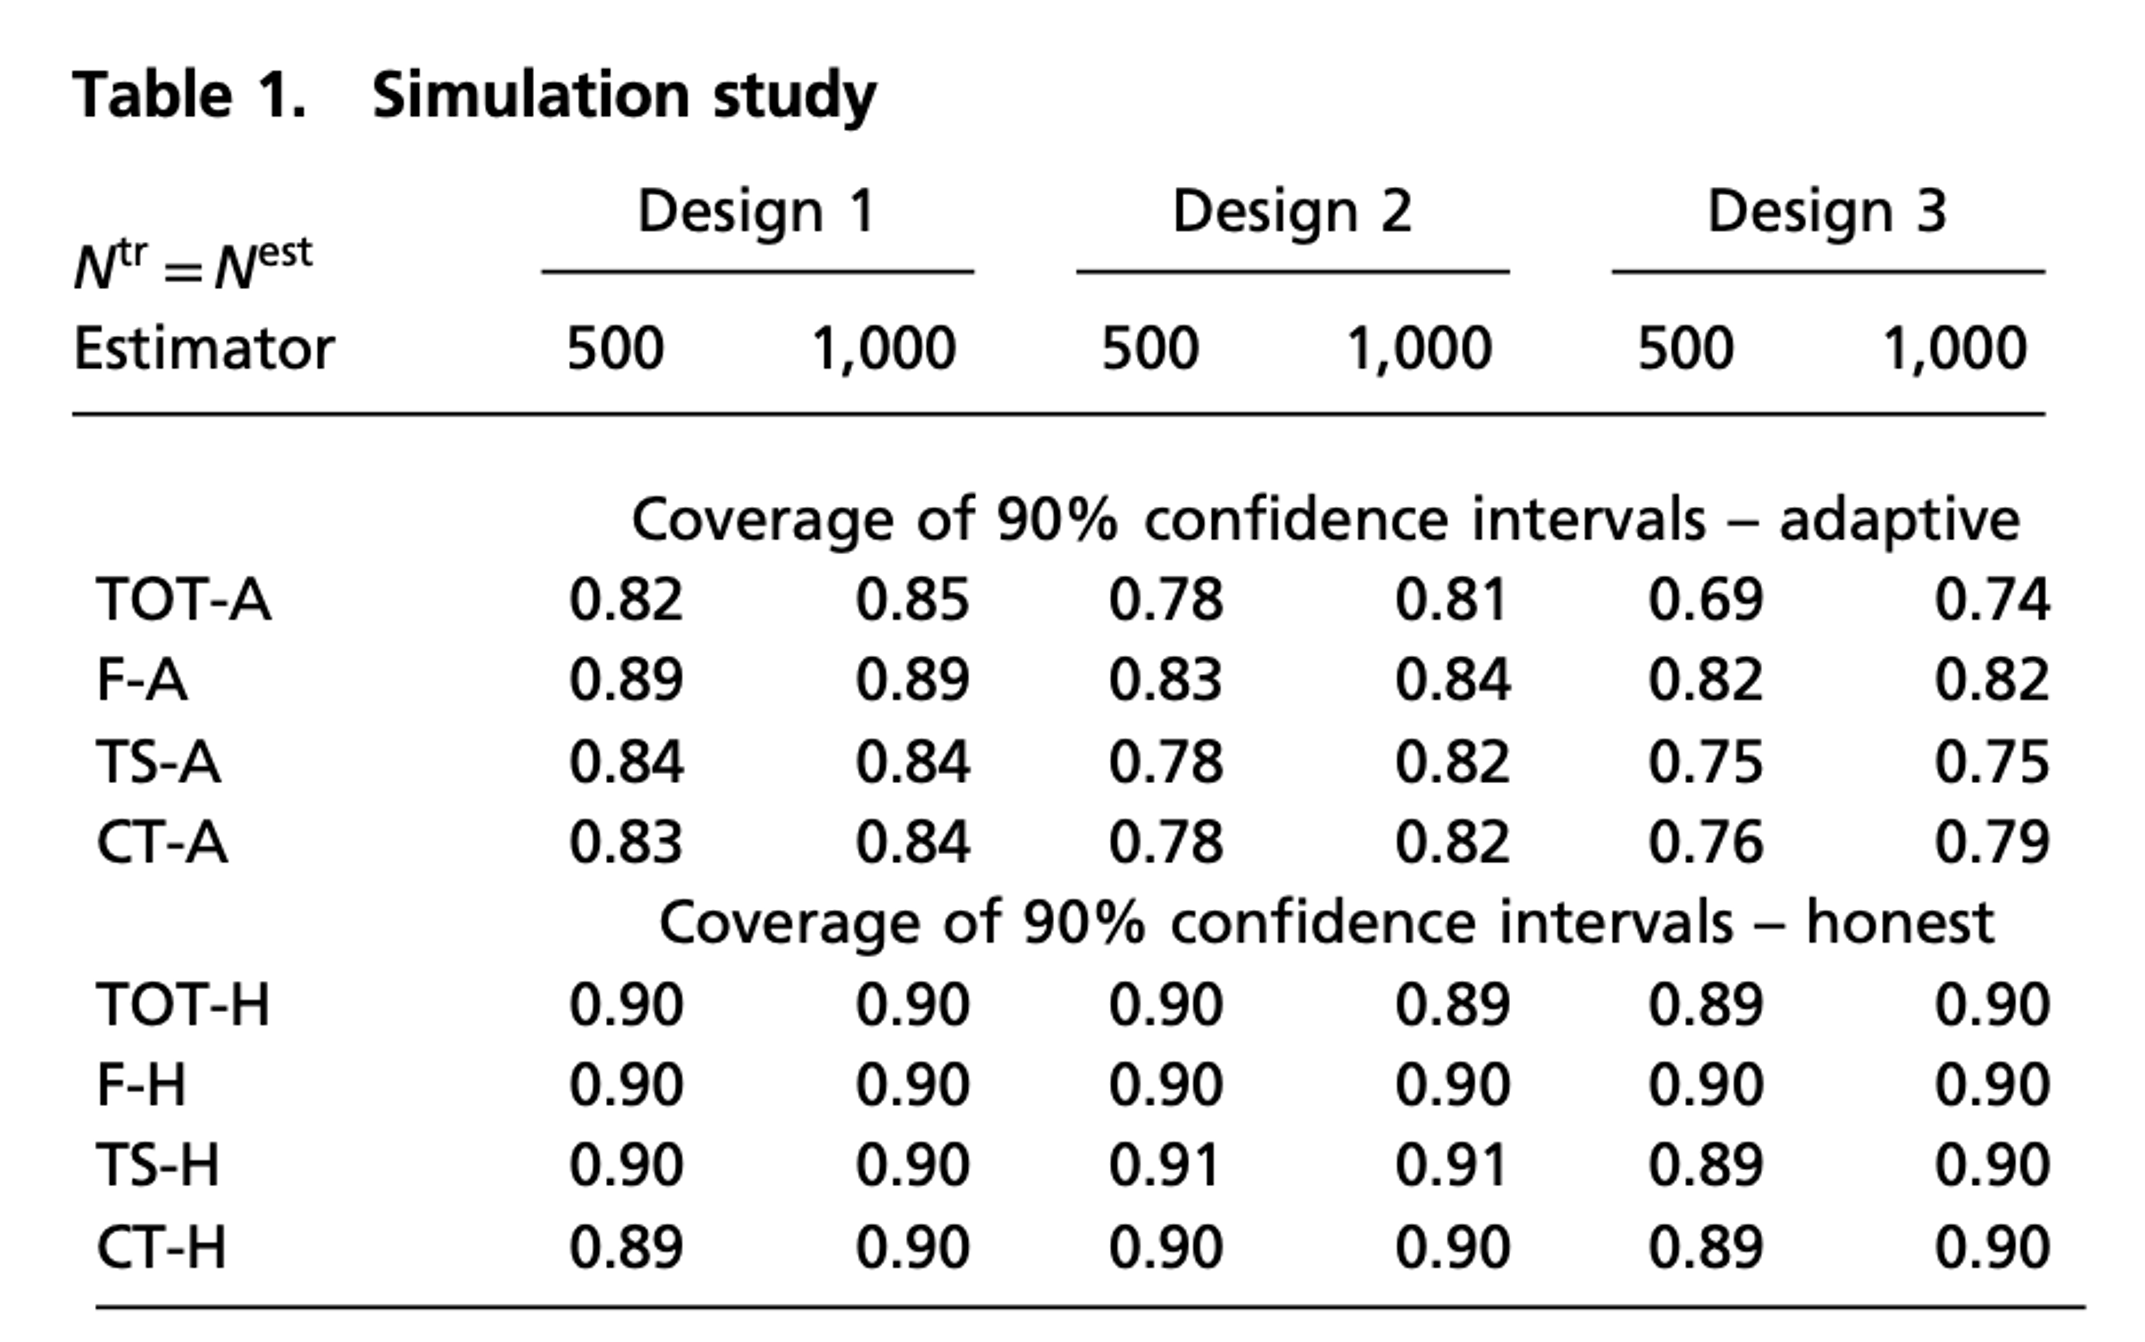 Table 1. Simulation study
Design 1 Design 2 Design 3
Nᵗʳ = Nᵉˢᵗ
Estimator 500 1,000 500 1,000 500 1,000
Coverage of 90% confidence intervals – adaptive
TOT-A 0.82 0.85 0.78 0.81 0.69 0.74
F-A 0.89 0.89 0.83 0.84 0.82 0.82
TS-A 0.84 0.84 0.78 0.82 0.75 0.75
CT-A 0.83 0.84 0.78 0.82 0.76 0.79
Coverage of 90% confidence intervals – honest
TOT-H 0.90 0.90 0.90 0.89 0.89 0.90
F-H 0.90 0.90 0.90 0.90 0.90 0.90
TS-H 0.90 0.90 0.91 0.91 0.89 0.90
CT-H 0.89 0.90 0.90 0.90 0.89 0.90